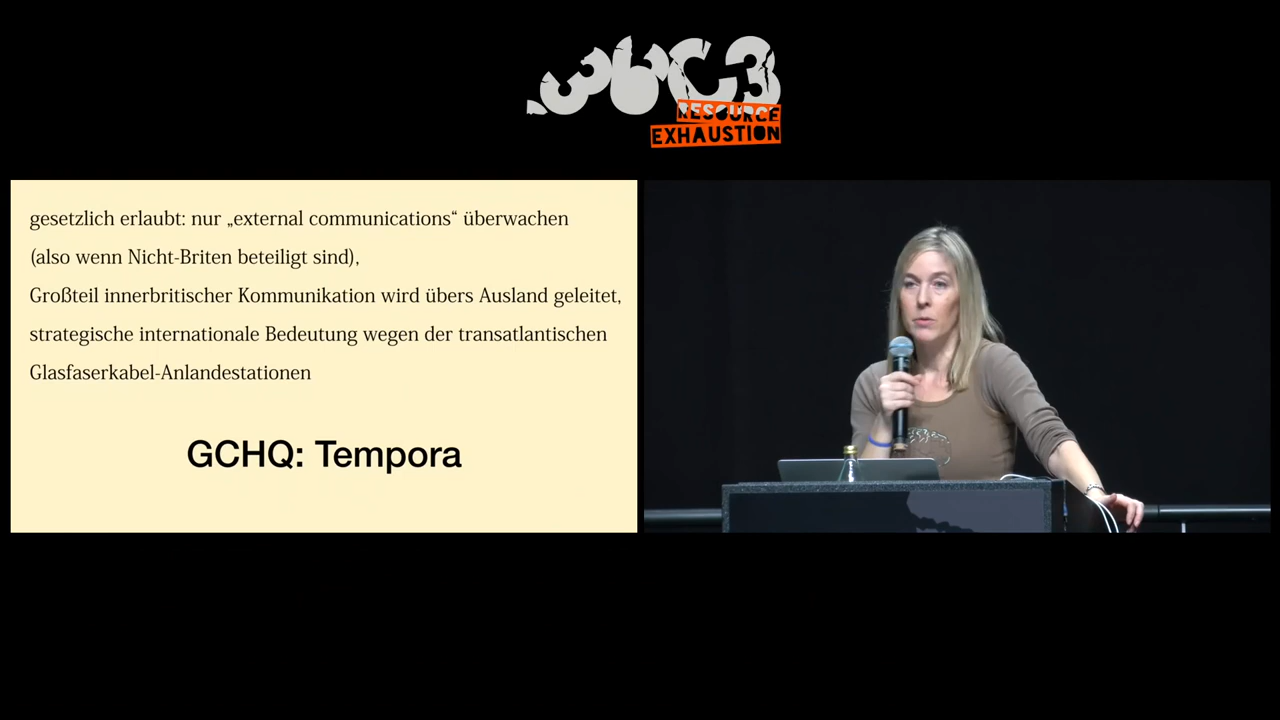 36C3
RESOURCE
EXHAUSTION
gesetzlich erlaubt: nur „external communications“ überwachen
(also wenn Nicht-Briten beteiligt sind),
Großteil innerbritischer Kommunikation wird übers Ausland geleitet,
strategische internationale Bedeutung wegen der transatlantischen
Glasfaserkabel-Anlandestationen
GCHQ: Tempora